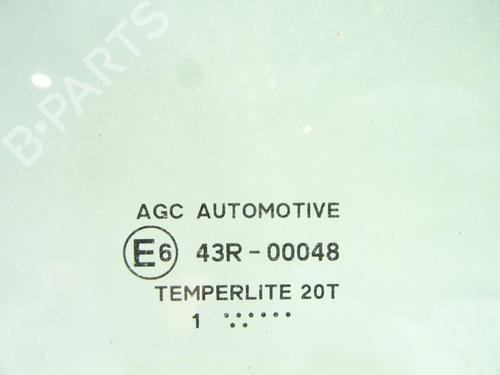 B-PARTS
AGC AUTOMOTIVE
E6 43R-00048
TEMPERLiTE 20T
1